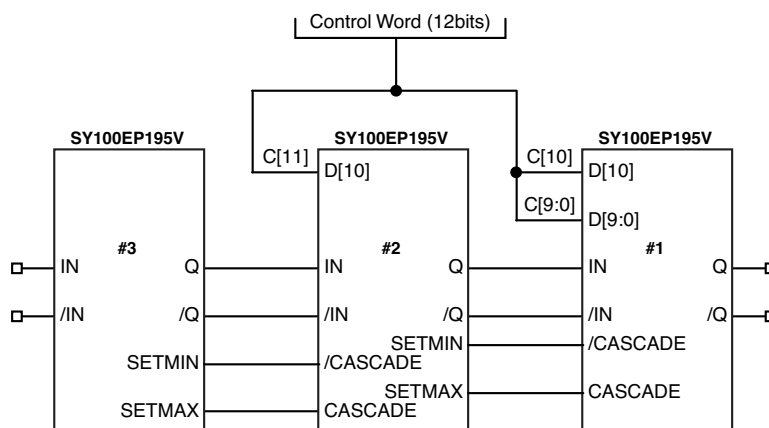 Control Word (12bits)
SY100EP195V SY100EP195V SY100EP195V
C[11] D[10] C[10] D[10]
C[9:0] D[9:0]
#3 #2 #1
IN Q IN Q IN Q
/IN /Q /IN /Q /IN /Q
SETMIN /CASCADE
SETMIN /CASCADE
SETMAX CASCADE
SETMAX CASCADE